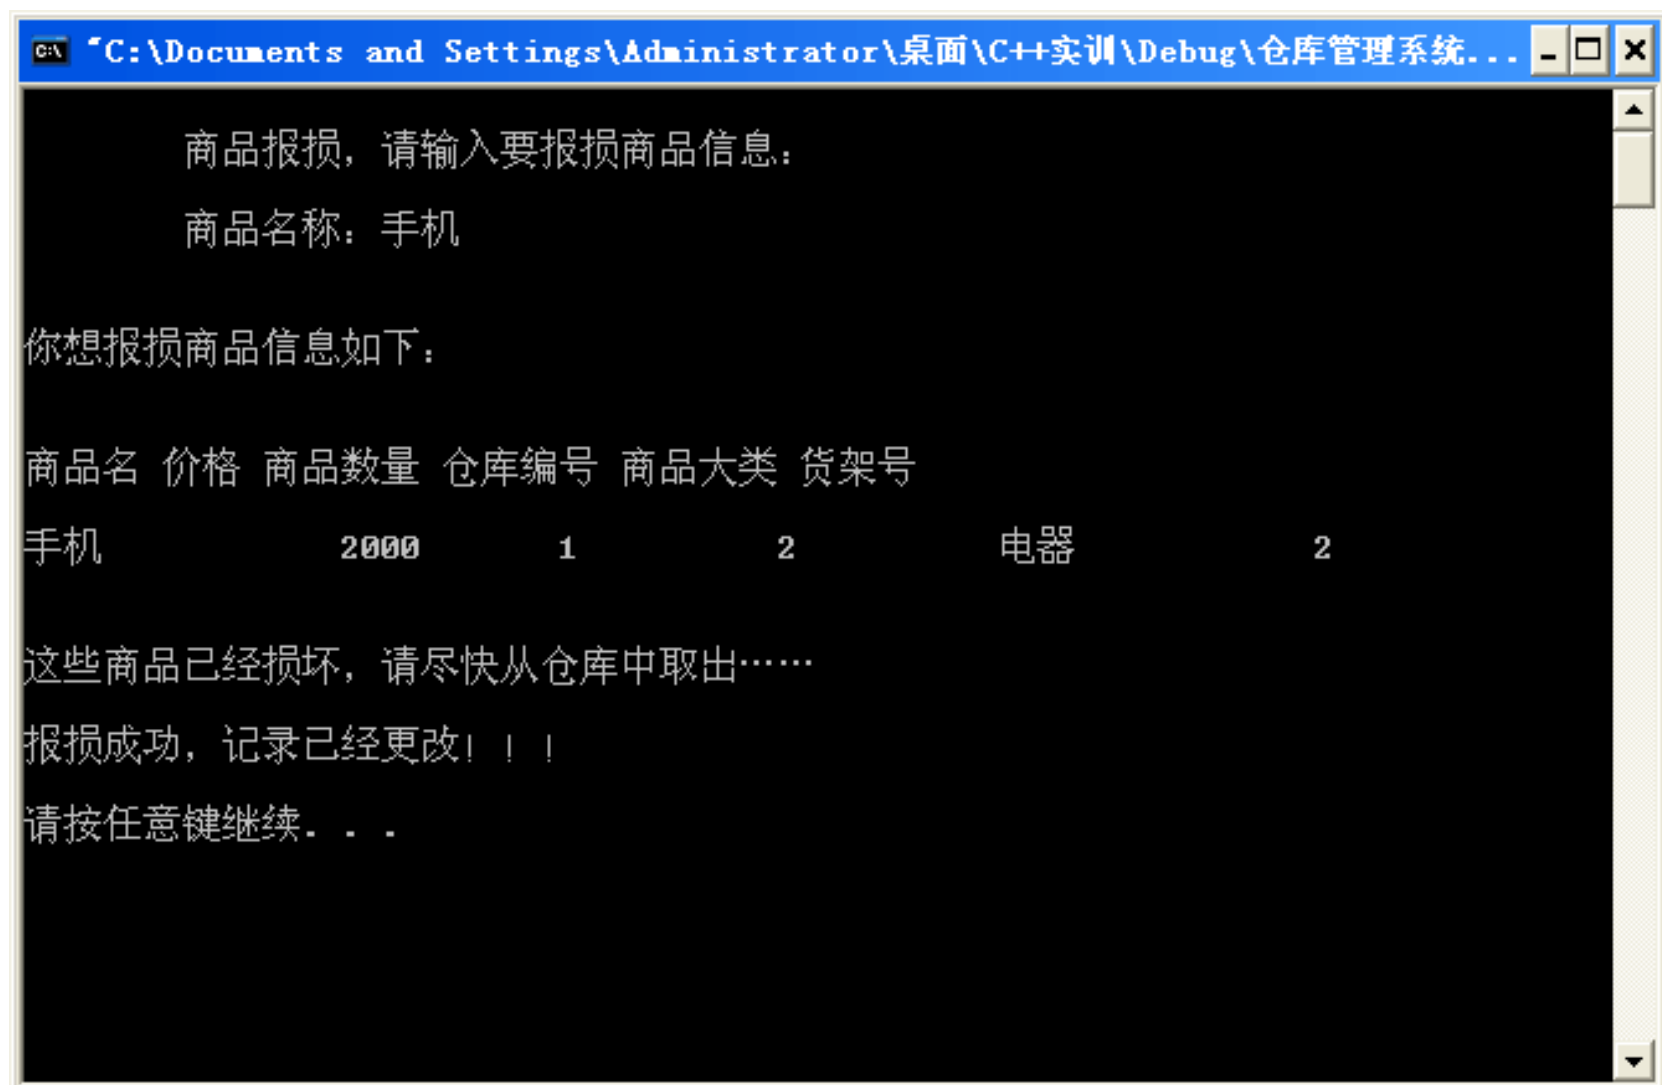 "C:\Documents and Settings\Administrator\桌面\C++实训\Debug\仓库管理系统...
商品报损，请输入要报损商品信息：
商品名称：手机
你想报损商品信息如下：
商品名 价格 商品数量 仓库编号 商品大类 货架号
手机 2000 1 2 电器 2
这些商品已经损坏，请尽快从仓库中取出……
报损成功，记录已经更改！！！
请按任意键继续. . .